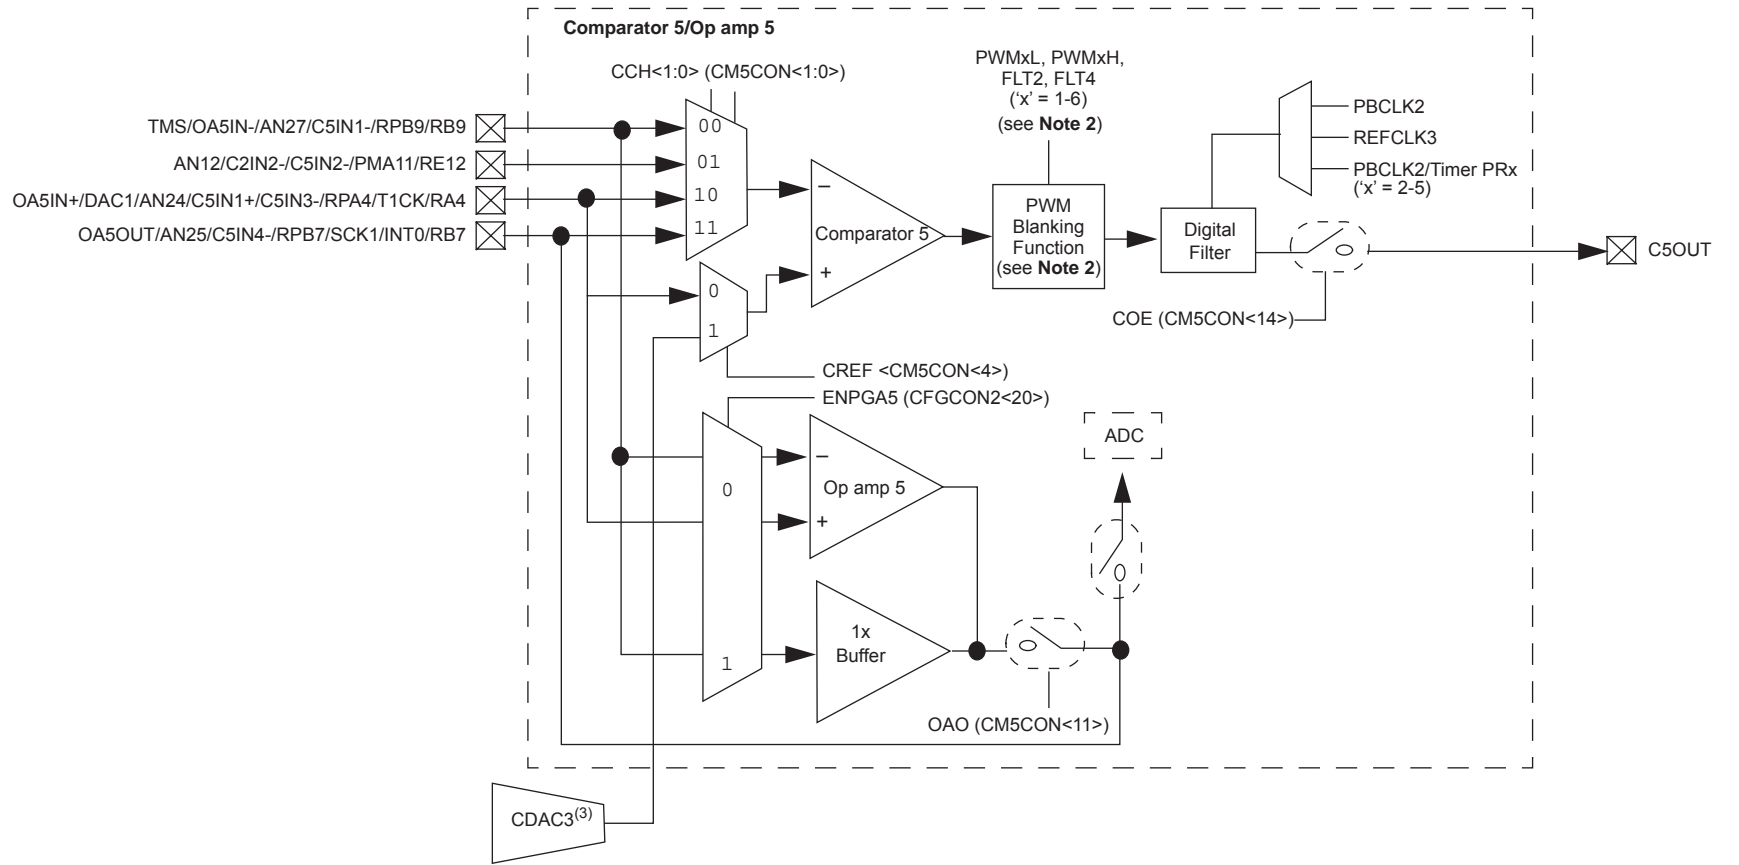 Comparator 5/Op amp 5
CCH<1:0> (CM5CON<1:0>)
PWMxL, PWMxH,
FLT2, FLT4
(‘x’ = 1-6)
(see Note 2)
TMS/OA5IN-/AN27/C5IN1-/RPB9/RB9
AN12/C2IN2-/C5IN2-/PMA11/RE12
OA5IN+/DAC1/AN24/C5IN1+/C5IN3-/RPA4/T1CK/RA4
OA5OUT/AN25/C5IN4-/RPB7/SCK1/INT0/RB7
00
01
10
11
0
1
–
Comparator 5
+
PWM
Blanking
Function
(see Note 2)
Digital
Filter
PBCLK2
REFCLK3
PBCLK2/Timer PRx
(‘x’ = 2-5)
C5OUT
COE (CM5CON<14>)
CREF <CM5CON<4>)
ENPGA5 (CFGCON2<20>)
0
1
–
Op amp 5
+
1x
Buffer
ADC
OAO (CM5CON<11>)
CDAC3(3)